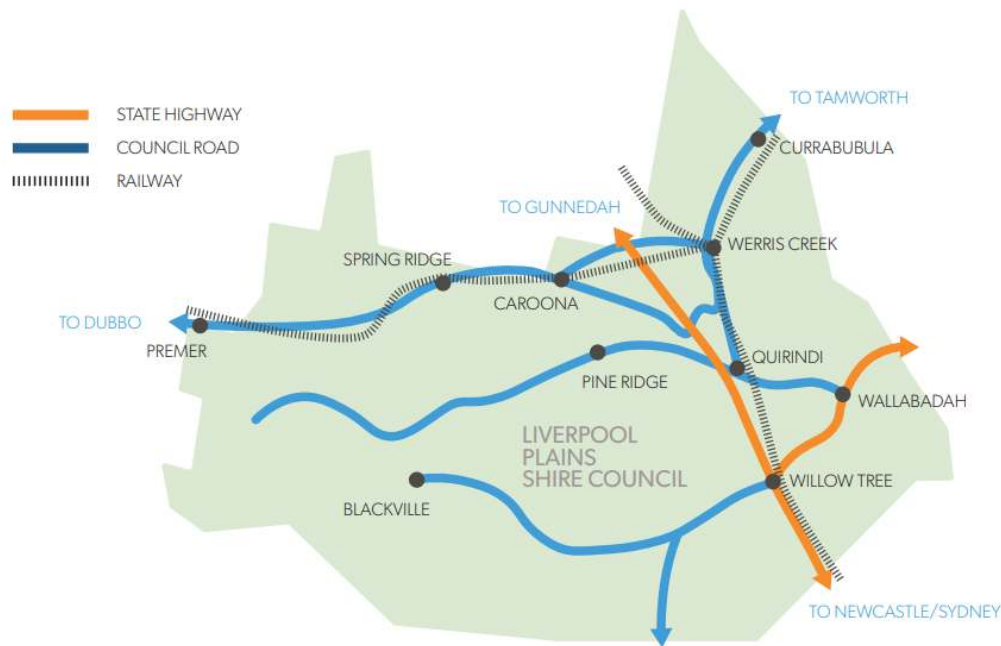 STATE HIGHWAY
COUNCIL ROAD
RAILWAY
TO TAMWORTH
CURRABUBULA
TO GUNNEDAH
WERRIS CREEK
SPRING RIDGE
CAROONA
TO DUBBO
PREMER
QUIRINDI
PINE RIDGE
WALLABADAH
LIVERPOOL
PLAINS
SHIRE COUNCIL
WILLOW TREE
BLACKVILLE
TO NEWCASTLE/SYDNEY